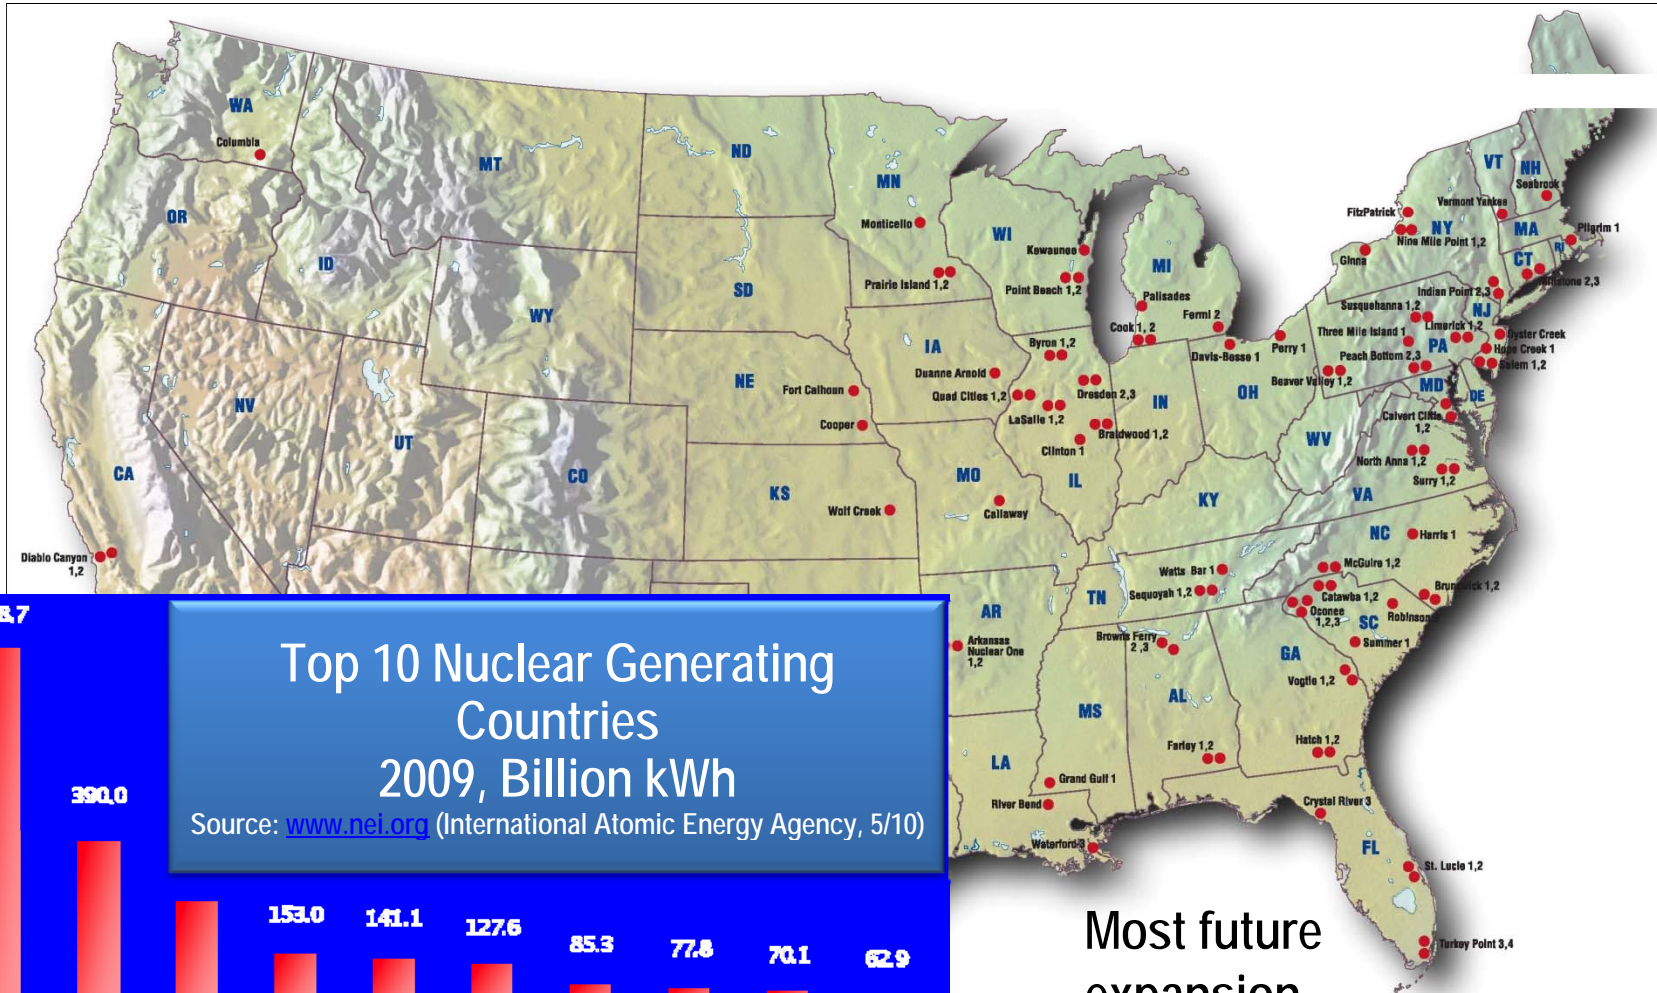 WA
Columbia
MT
ND
MN
OR
ID
Monticello
WI
VT
NH
Seabrook
Vermont Yankee
FitzPatrick
NY
MA
Pilgrim 1
Nine Mile Point 1,2
RI
Ginna
CT
Millstone 2,3
Kewaunee
MI
SD
Prairie Island 1,2
Point Beach 1,2
Indian Point 2,3
Palisades
Susquehanna 1,2
NJ
WY
Fermi 2
Cook 1, 2
Three Mile Island 1
Limerick 1,2
Oyster Creek
IA
Byron 1,2
Davis-Besse 1
Perry 1
PA
Hope Creek 1
Peach Bottom 2,3
Salem 1,2
Duanne Arnold
NE
Beaver Valley 1,2
MD
DE
Fort Calhoun
Quad Cities 1,2
Dresden 2,3
IN
OH
NV
LaSalle 1,2
Calvert Cliffs
1,2
Cooper
Braidwood 1,2
UT
Clinton 1
WV
North Anna 1,2
CA
CO
MO
IL
Surry 1,2
KS
KY
VA
Wolf Creek
Callaway
NC
Harris 1
Diablo Canyon
1,2
Watts Bar 1
McGuire 1,2
Sequoyah 1,2
TN
Catawba 1,2
Brunswick 1,2
AR
Oconee
1,2,3
SC
Robinson
Arkansas
Nuclear One
1,2
Browns Ferry
2 ,3
Summer 1
GA
Vogtle 1,2
MS
AL
Farley 1,2
Hatch 1,2
LA
Grand Gulf 1
River Bend
Crystal River 3
Waterford 3
FL
St. Lucie 1,2
Turkey Point 3,4
8.7
Top 10 Nuclear Generating
Countries
2009, Billion kWh
Source: www.nei.org (International Atomic Energy Agency, 5/10)
390.0
153.0
141.1
127.6
85.3
77.8
70.1
62.9
Most future
expansion